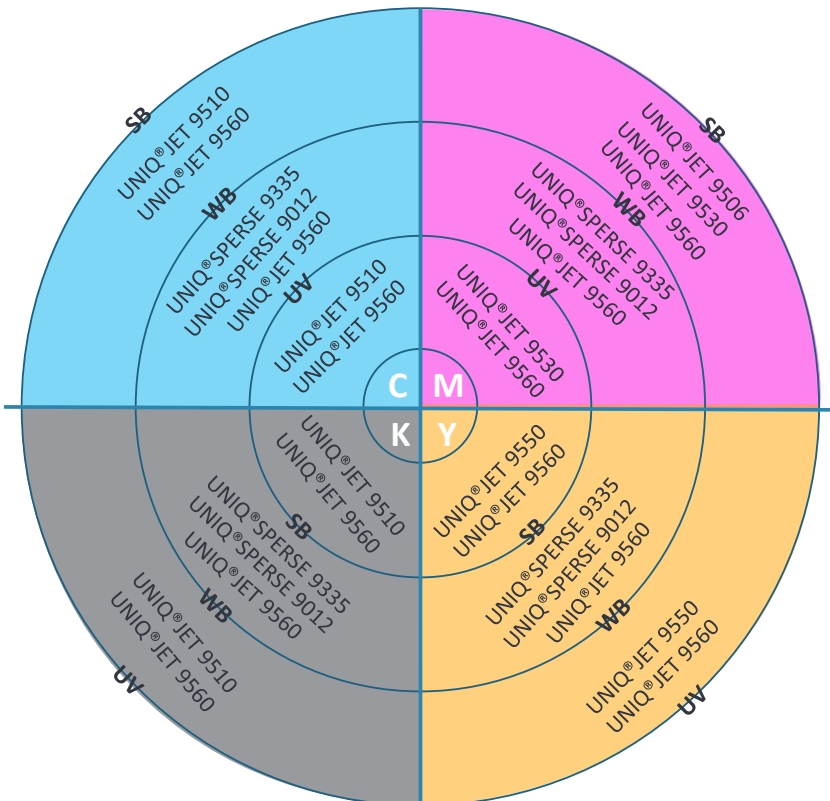 SB
UNIQ®JET 9510
UNIQ®JET 9560
WB
UNIQ®SPERSE 9335
UNIQ®SPERSE 9012
UNIQ®JET 9560
UV
UNIQ®JET 9510
UNIQ®JET 9560
C
SB
UNIQ®JET 9506
UNIQ®JET 9530
UNIQ®JET 9560
WB
UNIQ®SPERSE 9335
UNIQ®SPERSE 9012
UNIQ®JET 9560
UV
UNIQ®JET 9530
UNIQ®JET 9560
M
K
UNIQ®JET 9510
UNIQ®JET 9560
SB
UNIQ®SPERSE 9335
UNIQ®SPERSE 9012
UNIQ®JET 9560
WB
UNIQ®JET 9510
UNIQ®JET 9560
UV
Y
UNIQ®JET 9550
UNIQ®JET 9560
SB
UNIQ®SPERSE 9335
UNIQ®SPERSE 9012
UNIQ®JET 9560
WB
UNIQ®JET 9550
UNIQ®JET 9560
UV